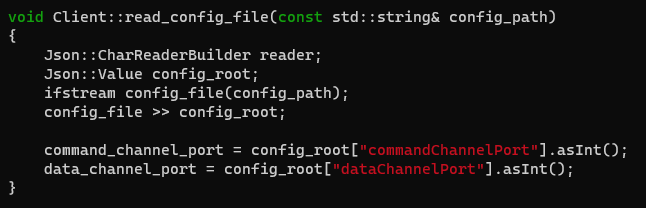 void Client::read_config_file(const std::string& config_path)
{
    Json::CharReaderBuilder reader;
    Json::Value config_root;
    ifstream config_file(config_path);
    config_file >> config_root;

    command_channel_port = config_root["commandChannelPort"].asInt();
    data_channel_port = config_root["dataChannelPort"].asInt();
}